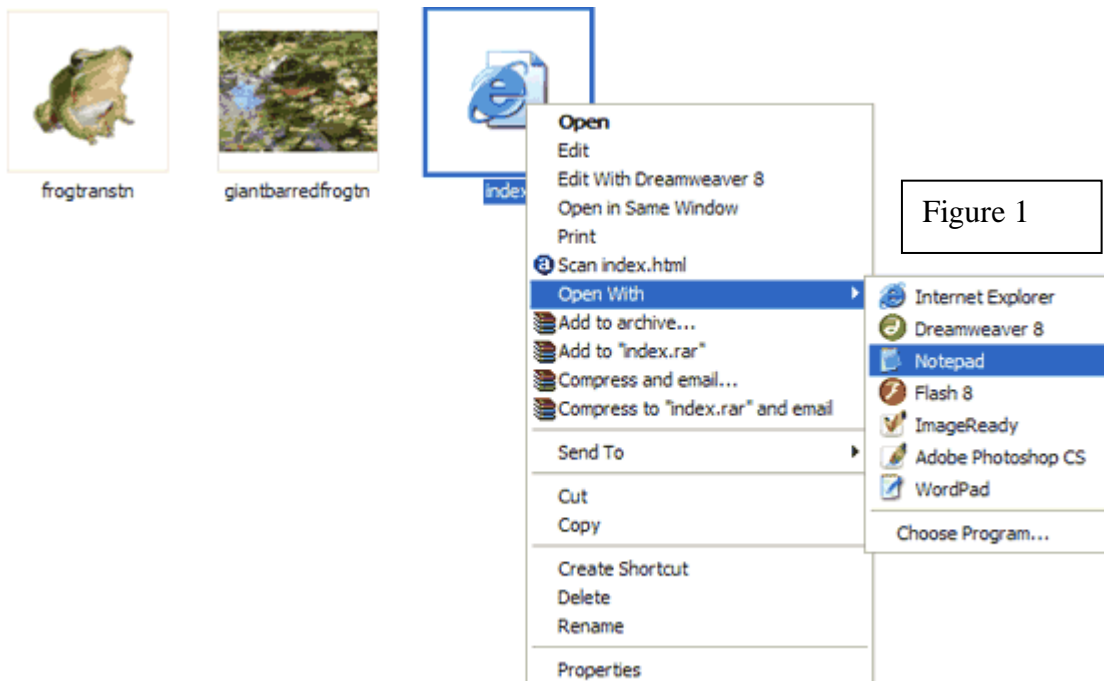 frogtranstn
giantbarredfrogtn
index
Open
Edit
Edit With Dreamweaver 8
Open in Same Window
Print
Scan index.html
Open With
Add to archive...
Add to "index.rar"
Compress and email...
Compress to "index.rar" and email
Send To
Cut
Copy
Create Shortcut
Delete
Rename
Properties
Figure 1
Internet Explorer
Dreamweaver 8
Notepad
Flash 8
ImageReady
Adobe Photoshop CS
WordPad
Choose Program...